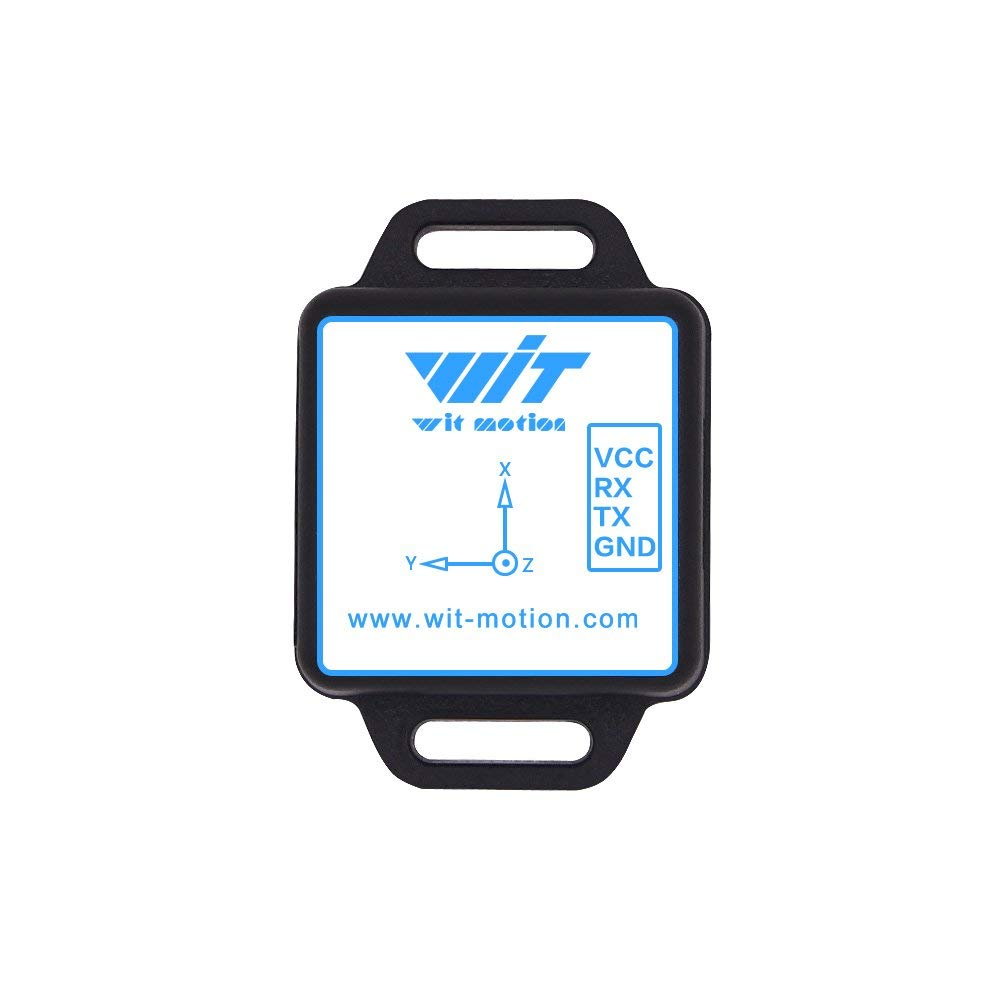 WIT
wit motion
VCC
RX
TX
GND
X
Y Z
www.wit-motion.com